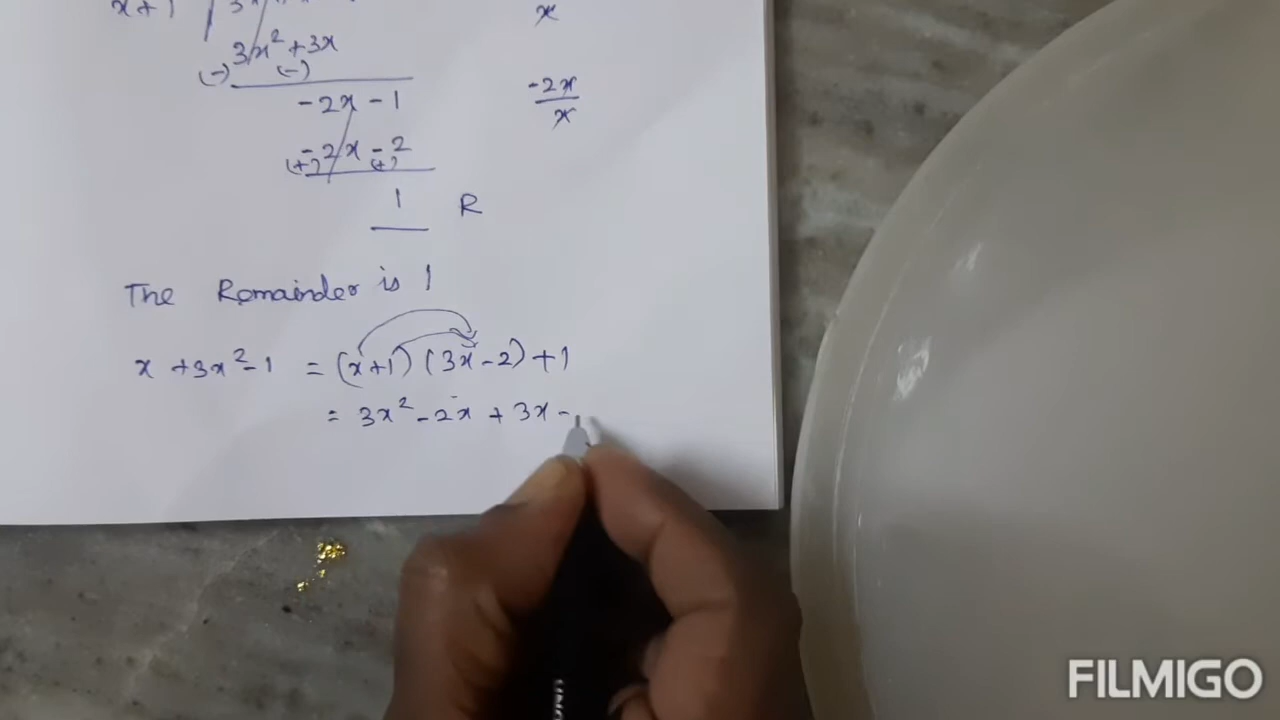 x+1
x
3x² +3x
(-) (-)
-2x -1
-2x
x
-2x -2
(+) (+)
1 R
The Remainder is 1
x +3x² -1 = (x+1) (3x -2) +1
= 3x² -2x + 3x -
FILMIGO